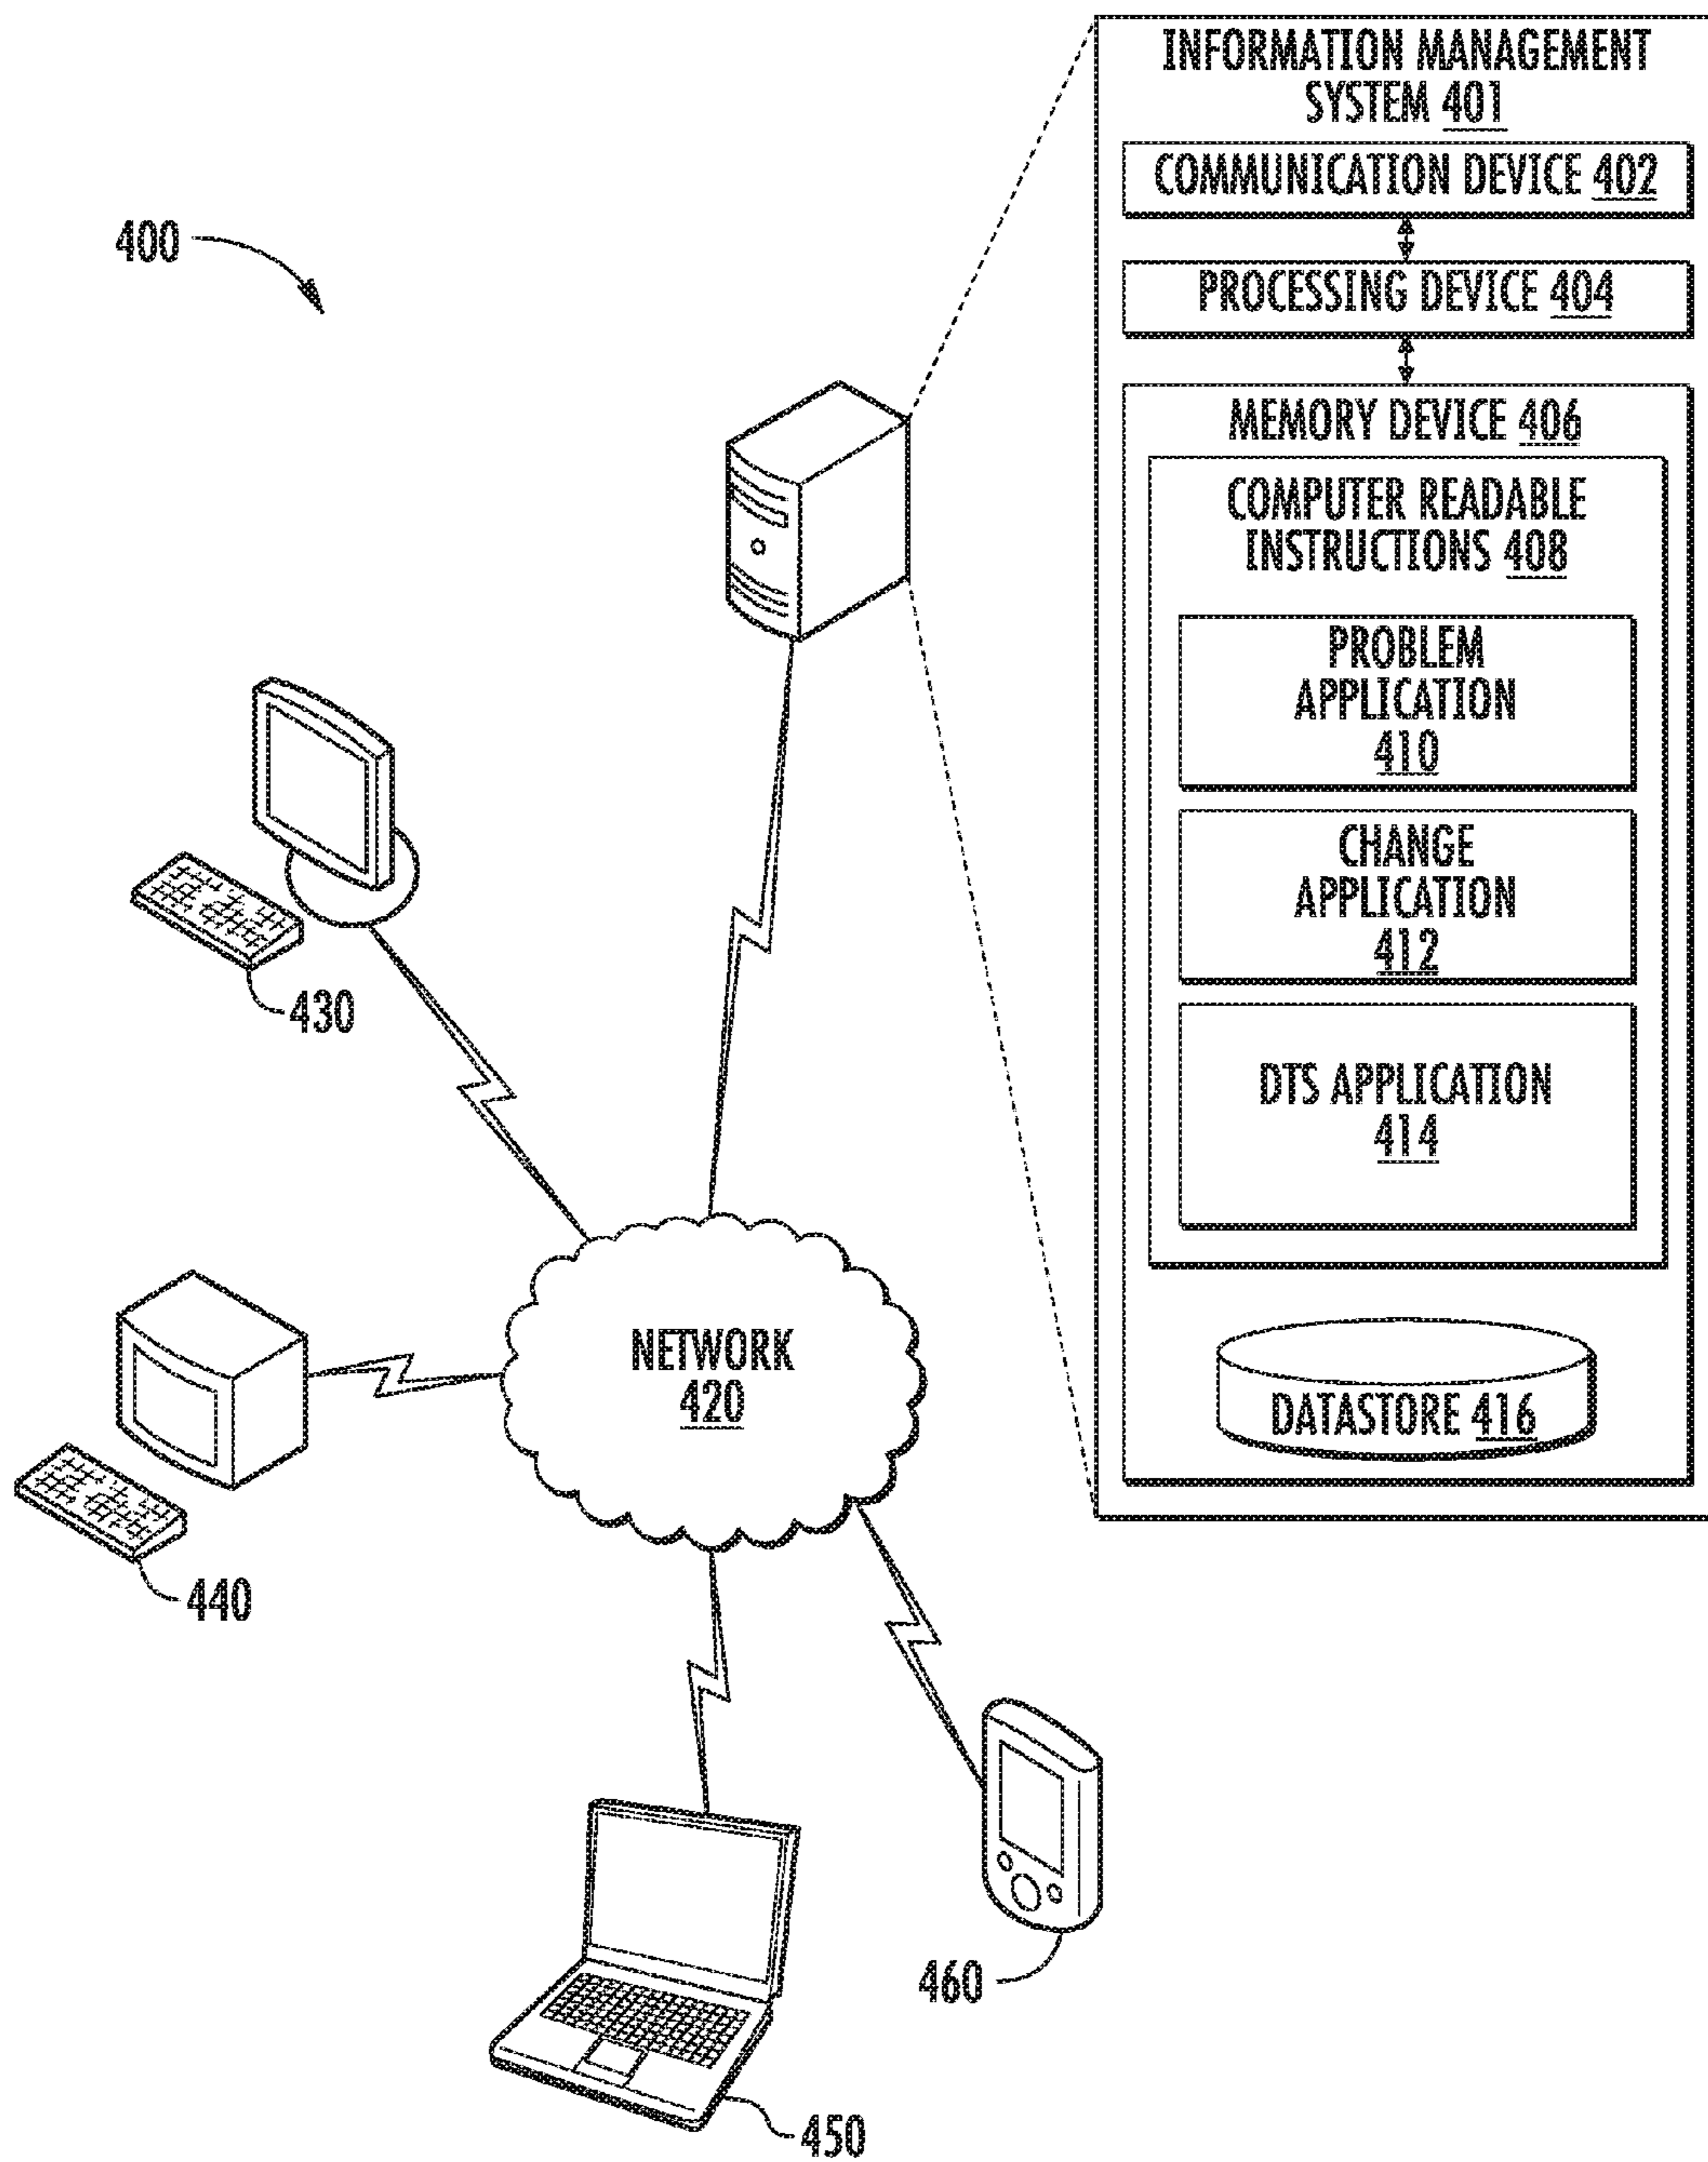 INFORMATION MANAGEMENT
SYSTEM 401
COMMUNICATION DEVICE 402
400
PROCESSING DEVICE 404
MEMORY DEVICE 406
COMPUTER READABLE
INSTRUCTIONS 408
PROBLEM
APPLICATION
410
CHANGE
APPLICATION
412
430
DTS APPLICATION
414
NETWORK
420
DATASTORE 416
440
460
450